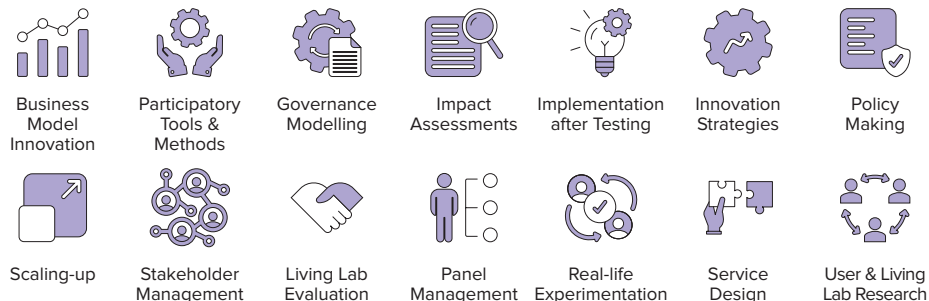 Business
Model
Innovation
Participatory
Tools &
Methods
Governance
Modelling
Impact
Assessments
Implementation
after Testing
Innovation
Strategies
Policy
Making
Scaling-up
Stakeholder
Management
Living Lab
Evaluation
Panel
Management
Real-life
Experimentation
Service
Design
User & Living
Lab Research